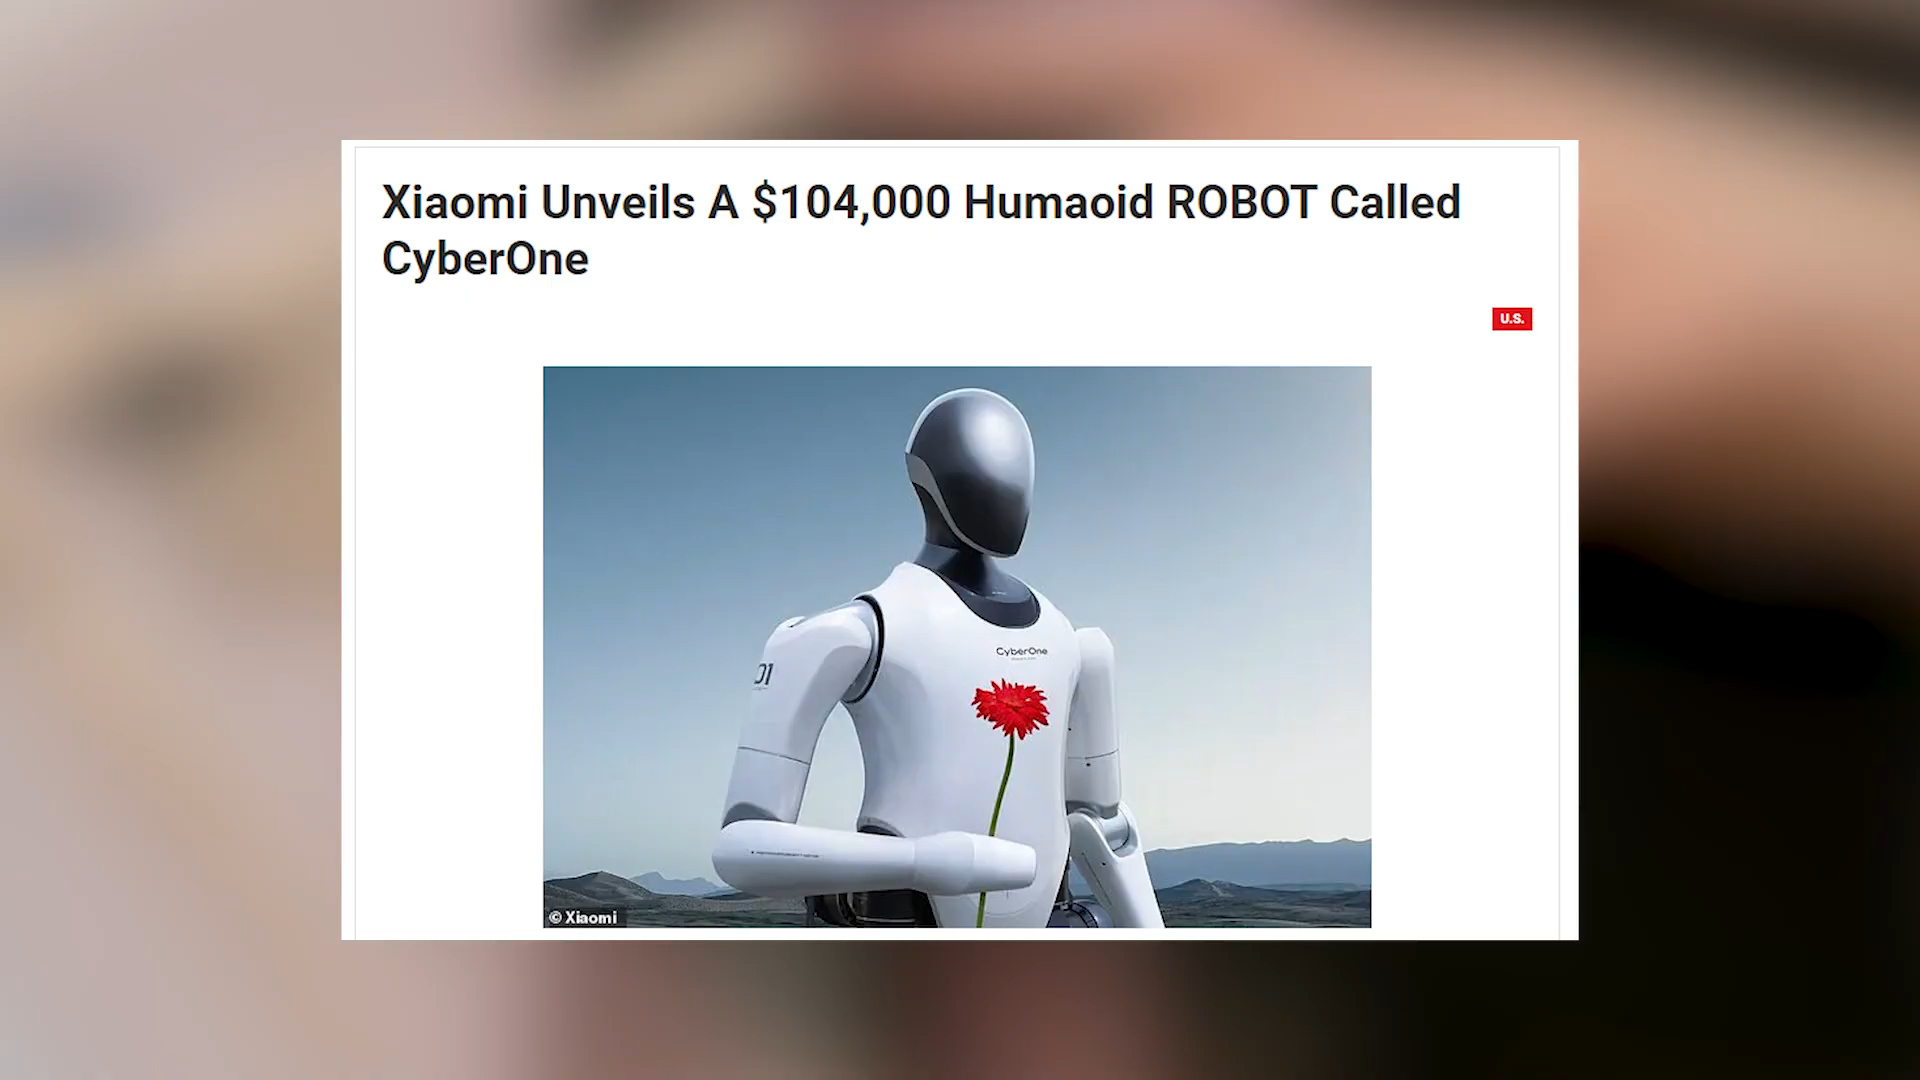 Xiaomi Unveils A $104,000 Humaoid ROBOT Called
CyberOne
U.S.
CyberOne
01
© Xiaomi